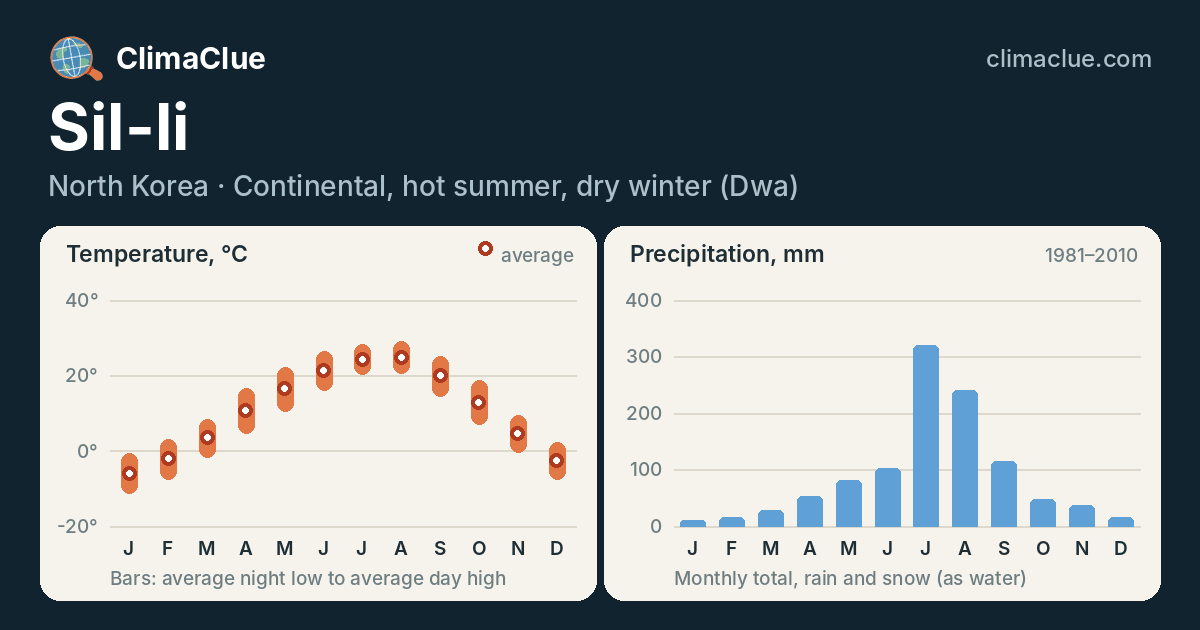 ClimaClue
climaclue.com
Sil-li
North Korea · Continental, hot summer, dry winter (Dwa)
Temperature, °C
average
40°
20°
0°
-20°
J F M A M J J A S O N D
Bars: average night low to average day high
Precipitation, mm
1981–2010
400
300
200
100
0
J F M A M J J A S O N D
Monthly total, rain and snow (as water)